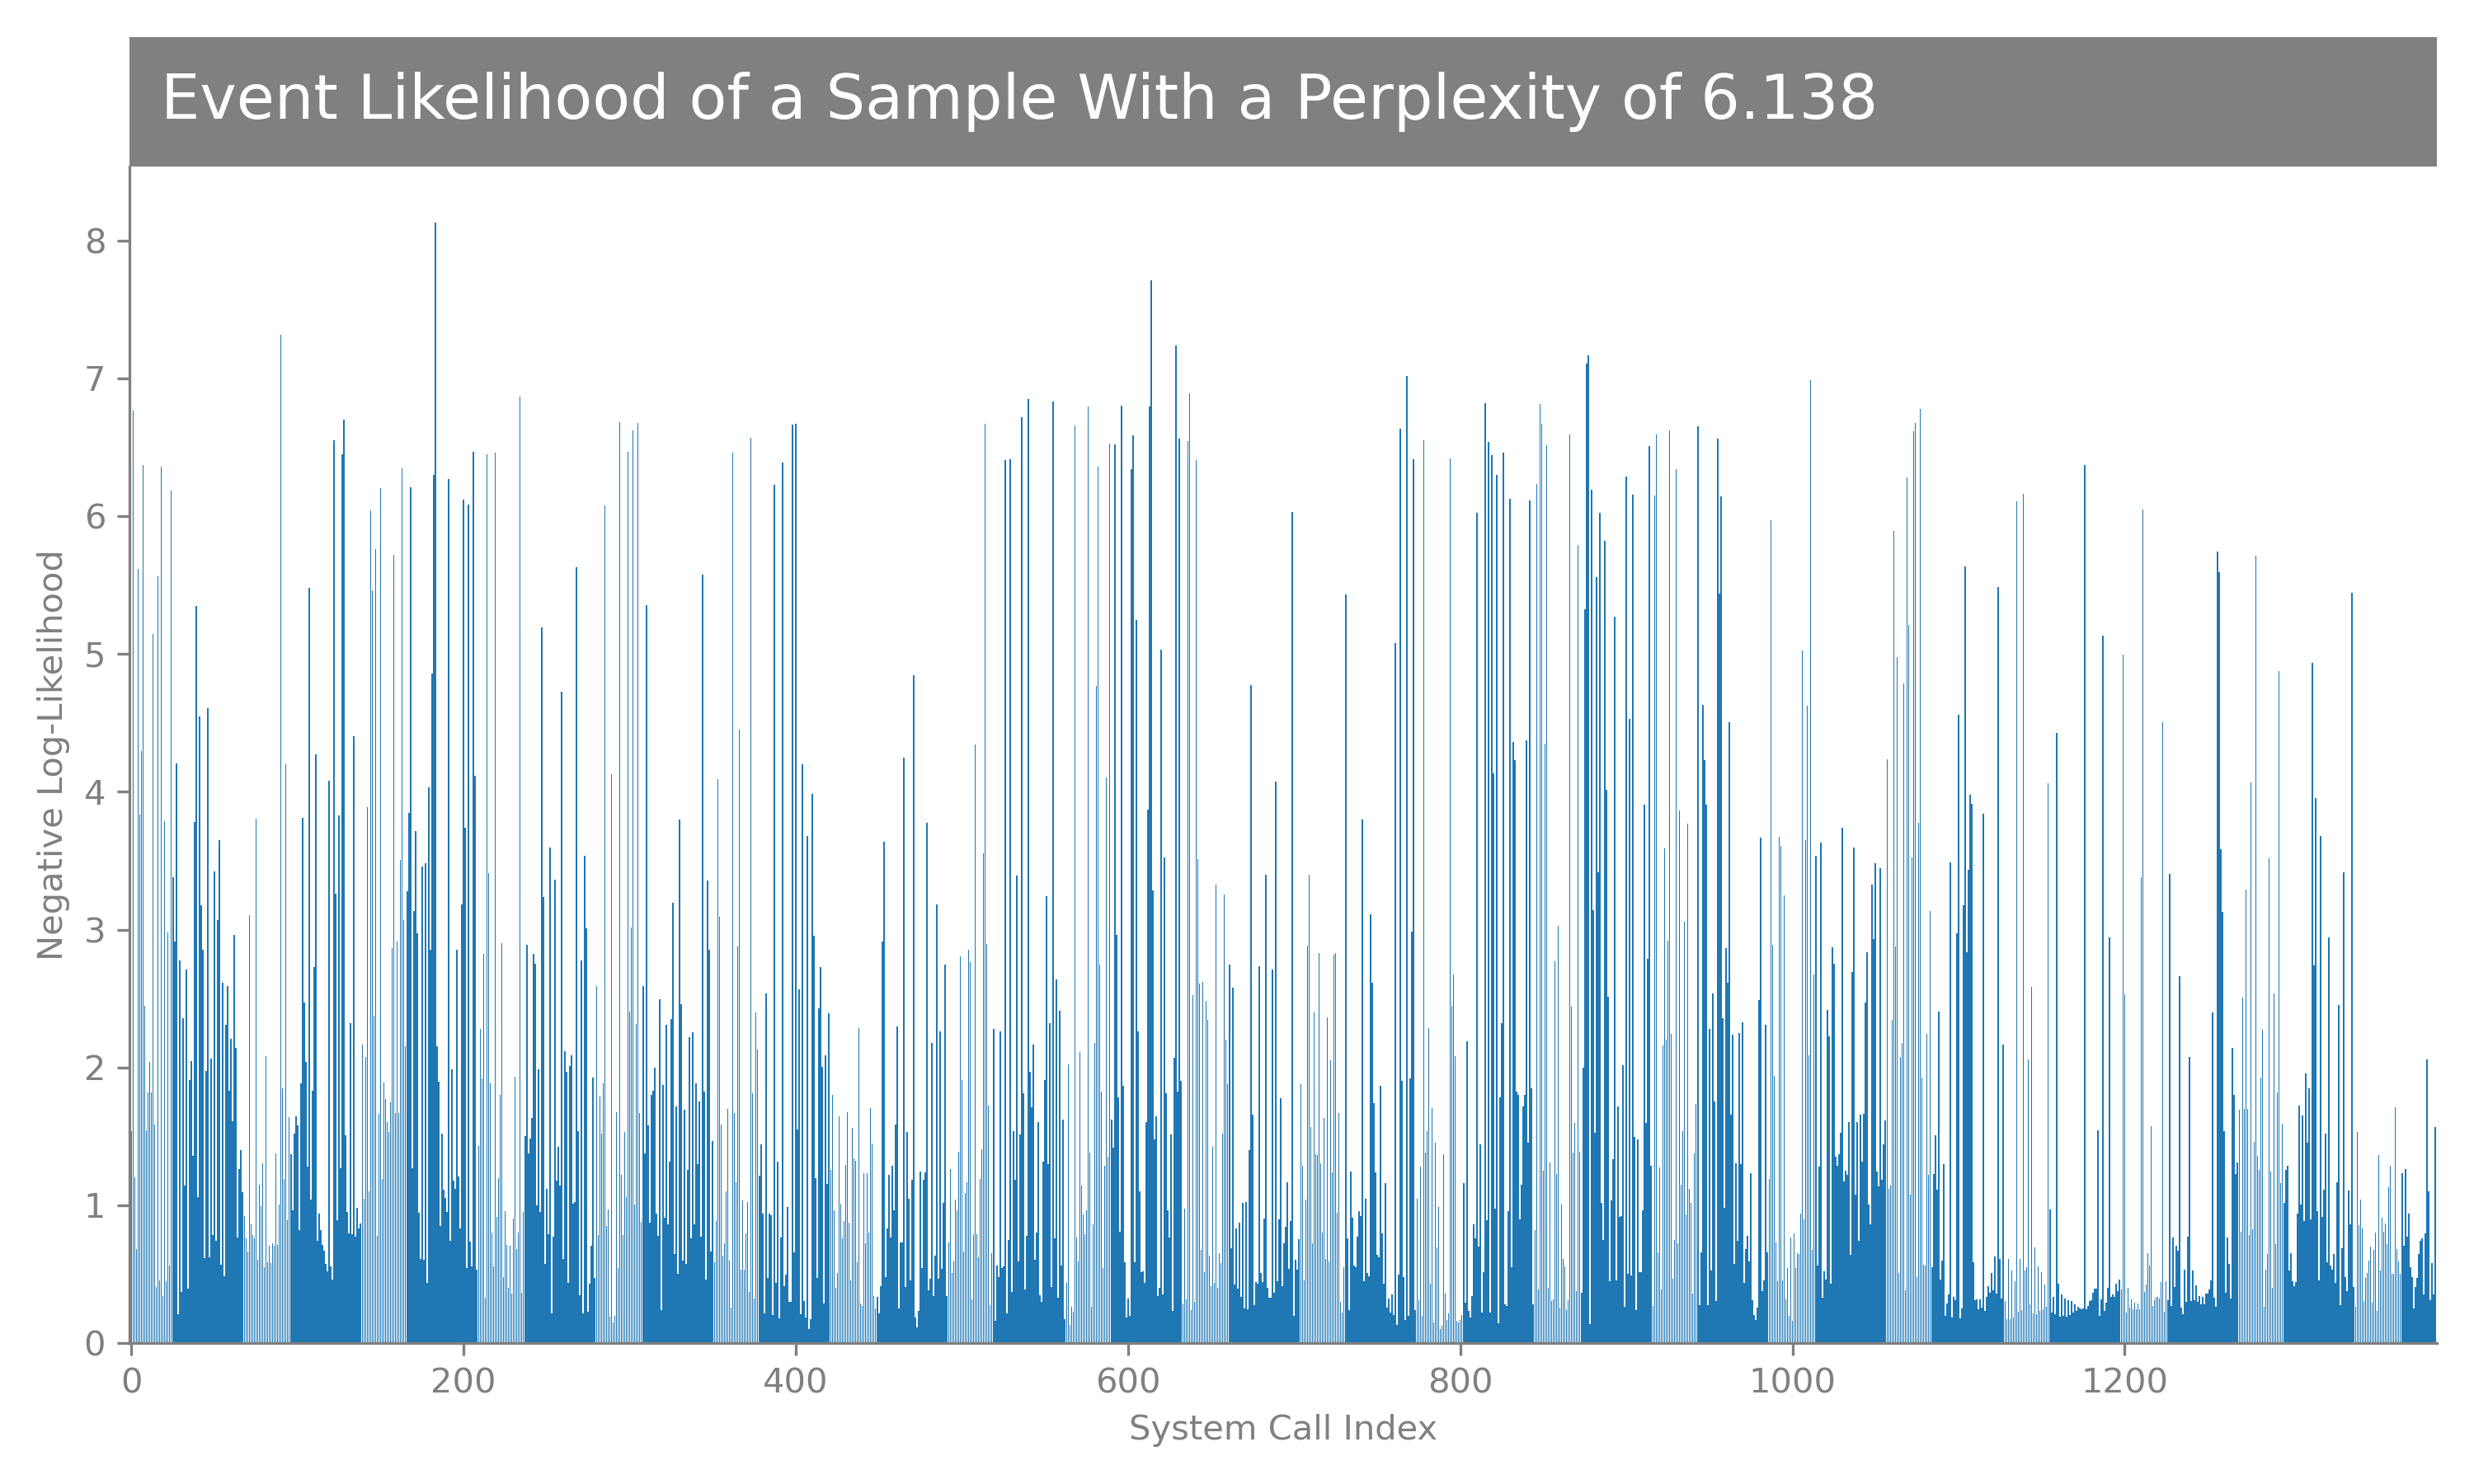 Event Likelihood of a Sample With a Perplexity of 6.138
8
7
6
5
4
3
2
1
0
Negative Log-Likelihood
0 200 400 600 800 1000 1200
System Call Index